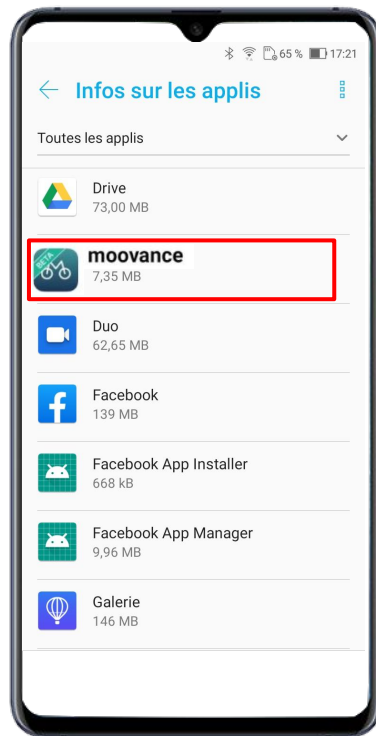 65 % 17:21
Infos sur les applis
Toutes les applis
Drive
73,00 MB
BETA
moovance
7,35 MB
Duo
62,65 MB
Facebook
139 MB
Facebook App Installer
668 kB
Facebook App Manager
9,96 MB
Galerie
146 MB